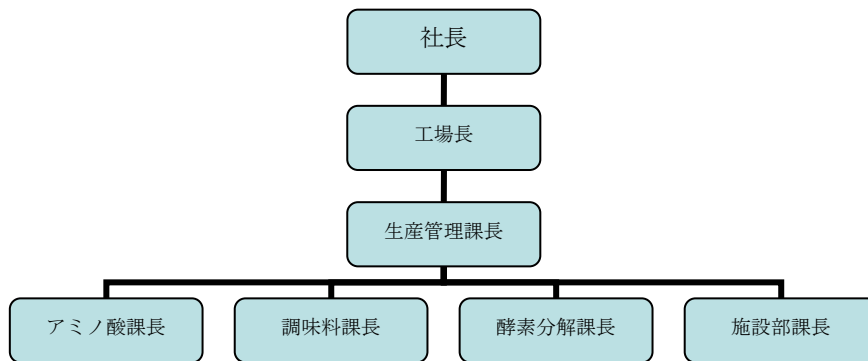 社長
工場長
生産管理課長
アミノ酸課長
調味料課長
酵素分解課長
施設部課長